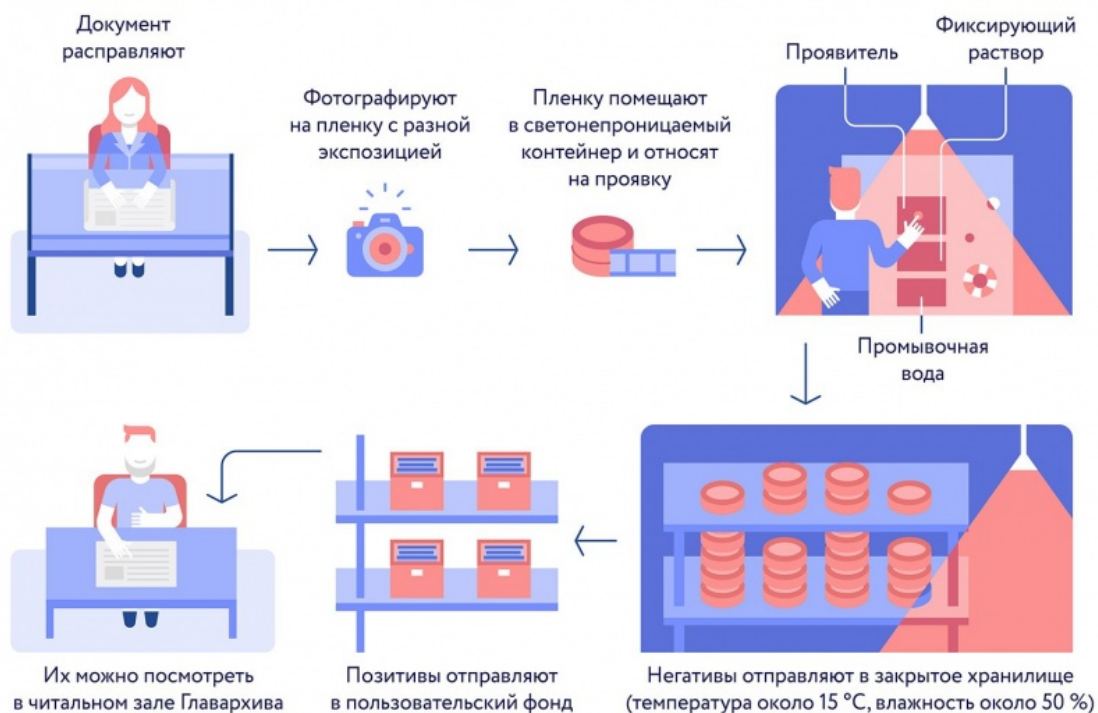 Документ
расправляют
Фотографируют
на пленку с разной
экспозицией
Пленку помещают
в светонепроницаемый
контейнер и относят
на проявку
Проявитель
Фиксирующий
раствор
Промывочная
вода
Негативы отправляют в закрытое хранилище
(температура около 15 °C, влажность около 50 %)
Позитивы отправляют
в пользовательский фонд
Их можно посмотреть
в читальном зале Главархива